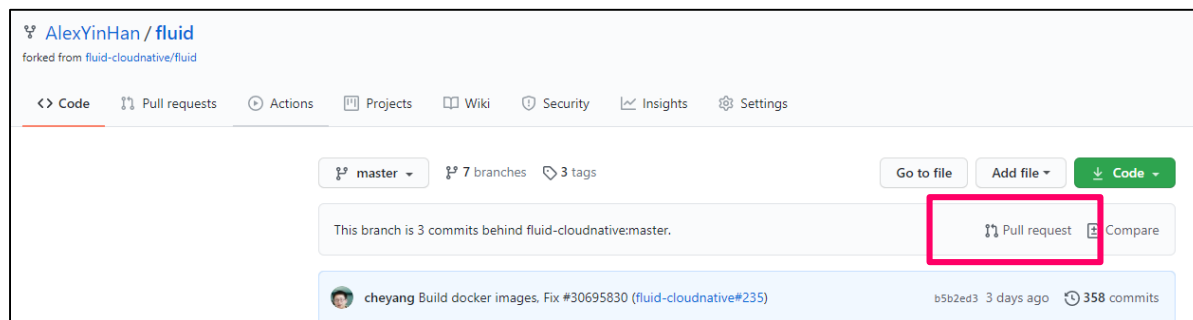 AlexYinHan / fluid
forked from fluid-cloudnative/fluid
<> Code Pull requests Actions Projects Wiki Security Insights Settings
master 7 branches 3 tags Go to file Add file Code
This branch is 3 commits behind fluid-cloudnative:master. Pull request Compare
cheyang Build docker images, Fix #30695830 (fluid-cloudnative#235) b5b2ed3 3 days ago 358 commits